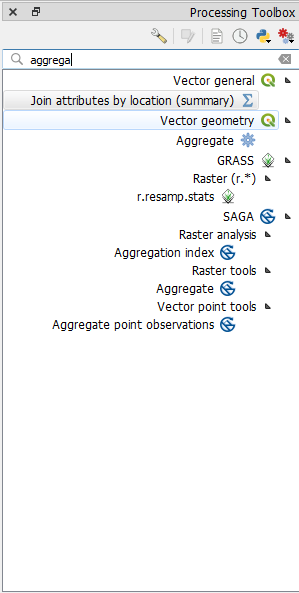 Processing Toolbox
aggrega
Vector general
Join attributes by location (summary)
Vector geometry
Aggregate
GRASS
Raster (r.*)
r.resamp.stats
SAGA
Raster analysis
Aggregation index
Raster tools
Aggregate
Vector point tools
Aggregate point observations